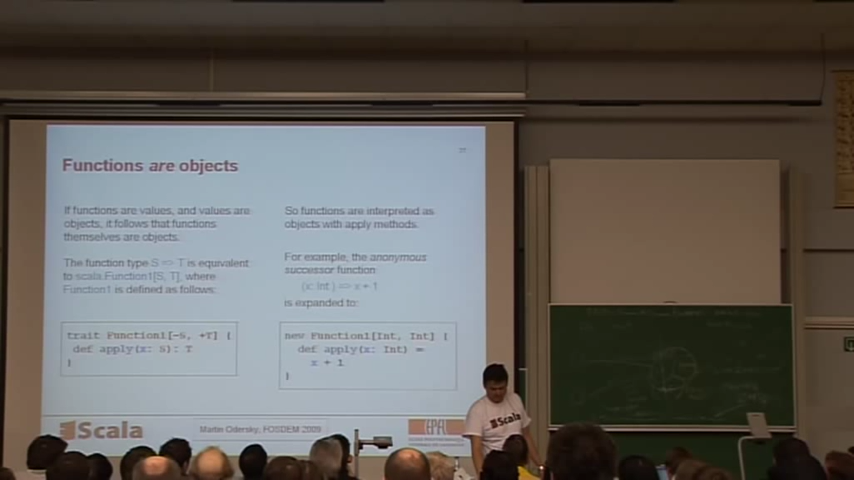 Functions are objects
If functions are values, and values are
objects, it follows that functions
themselves are objects.
The function type S => T is equivalent
to scala.Function1[S, T], where
Function1 is defined as follows:
trait Function1[-S, +T] {
def apply(x: S): T
}
So functions are interpreted as
objects with apply methods.
For example, the anonymous
successor function
(x: Int ) => x + 1
is expanded to:
new Function1[Int, Int] {
def apply(x: Int) =
x + 1
}
Scala
Martin Odersky, FOSDEM 2009
EPFL
Scala